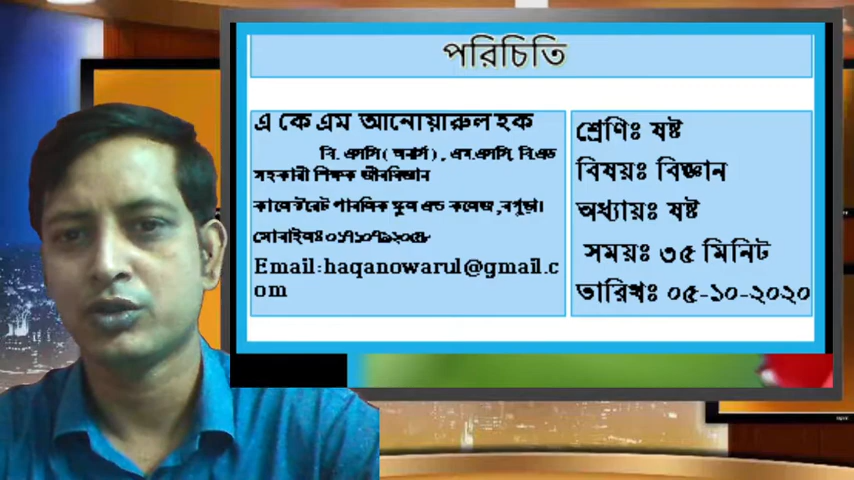 পরিচিতি
এ কে এম আনোয়ারুল হক
বি. এসসি ( অনার্স ) , এম.এসসি, বি.এড
সহকারী শিক্ষক জীববিজ্ঞান
কালেক্টরেট পাবলিক স্কুল এন্ড কলেজ, বগুড়া।
মোবাইলঃ
Email:haqanowarul@gmail.c
om
শ্রেণিঃ ষষ্ট
বিষয়ঃ বিজ্ঞান
অধ্যায়ঃ ষষ্ট
সময়ঃ ৩৫ মিনিট
তারিখঃ ০৫-১০-২০২০